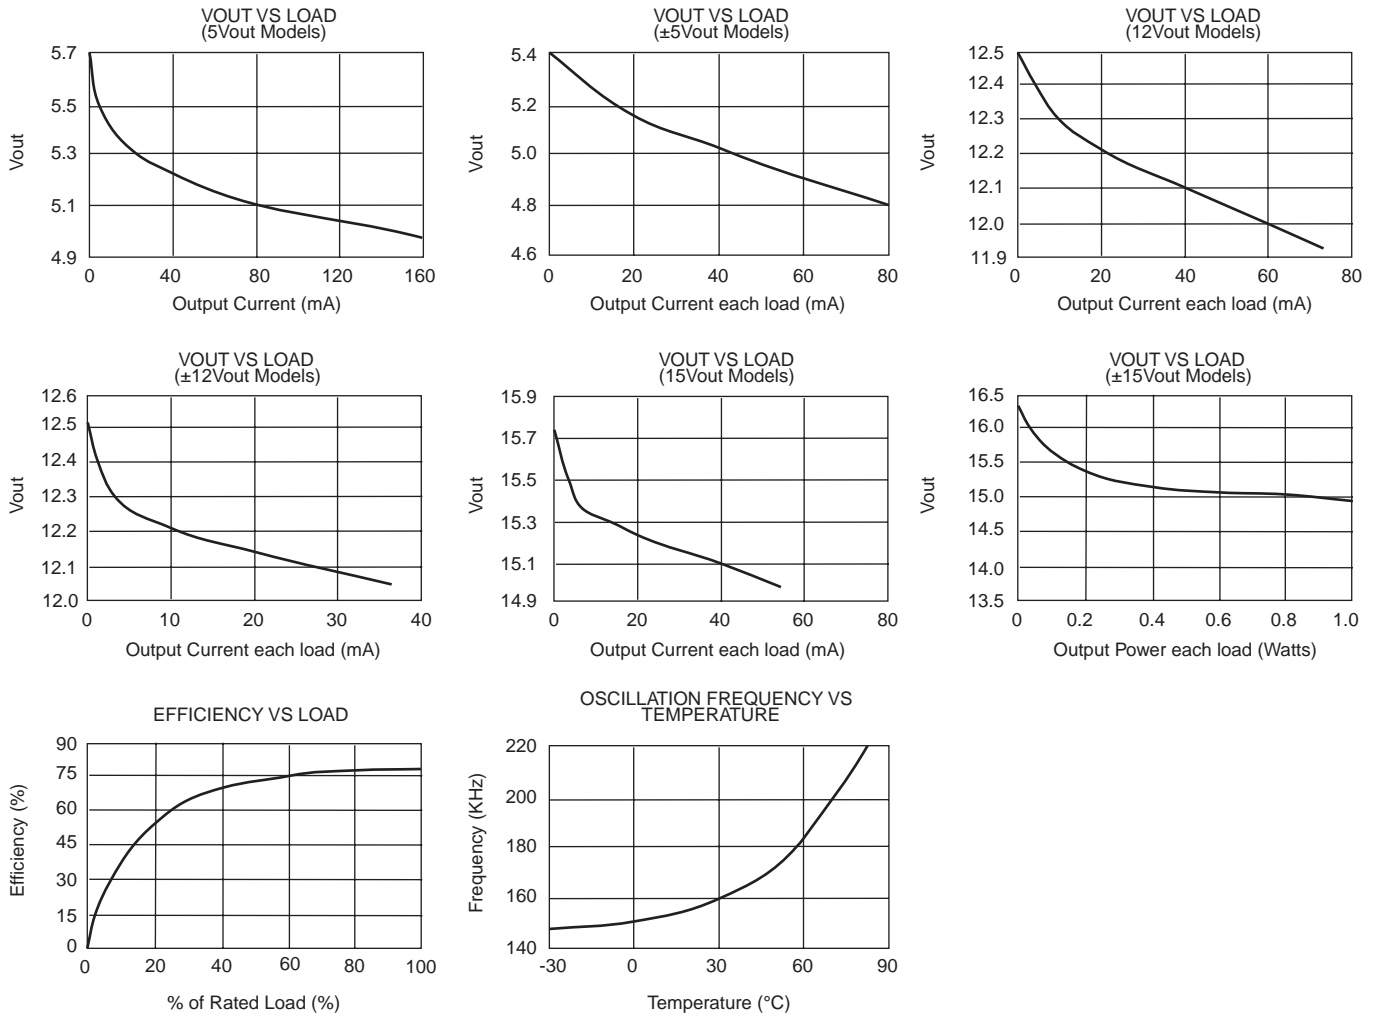 VOUT VS LOAD
(5Vout Models)
5.7
5.5
5.3
5.1
4.9
Vout
0 40 80 120 160
Output Current (mA)
VOUT VS LOAD
(±5Vout Models)
5.4
5.2
5.0
4.8
4.6
Vout
0 20 40 60 80
Output Current each load (mA)
VOUT VS LOAD
(12Vout Models)
12.5
12.4
12.3
12.2
12.1
12.0
11.9
Vout
0 20 40 60 80
Output Current each load (mA)
VOUT VS LOAD
(±12Vout Models)
12.6
12.5
12.4
12.3
12.2
12.1
12.0
Vout
0 10 20 30 40
Output Current each load (mA)
VOUT VS LOAD
(15Vout Models)
15.9
15.7
15.5
15.3
15.1
14.9
Vout
0 20 40 60 80
Output Current each load (mA)
VOUT VS LOAD
(±15Vout Models)
16.5
16.0
15.5
15.0
14.5
14.0
13.5
Vout
0 0.2 0.4 0.6 0.8 1.0
Output Power each load (Watts)
EFFICIENCY VS LOAD
90
75
60
45
30
15
0
Efficiency (%)
0 20 40 60 80 100
% of Rated Load (%)
OSCILLATION FREQUENCY VS
TEMPERATURE
220
200
180
160
140
Frequency (KHz)
-30 0 30 60 90
Temperature (°C)